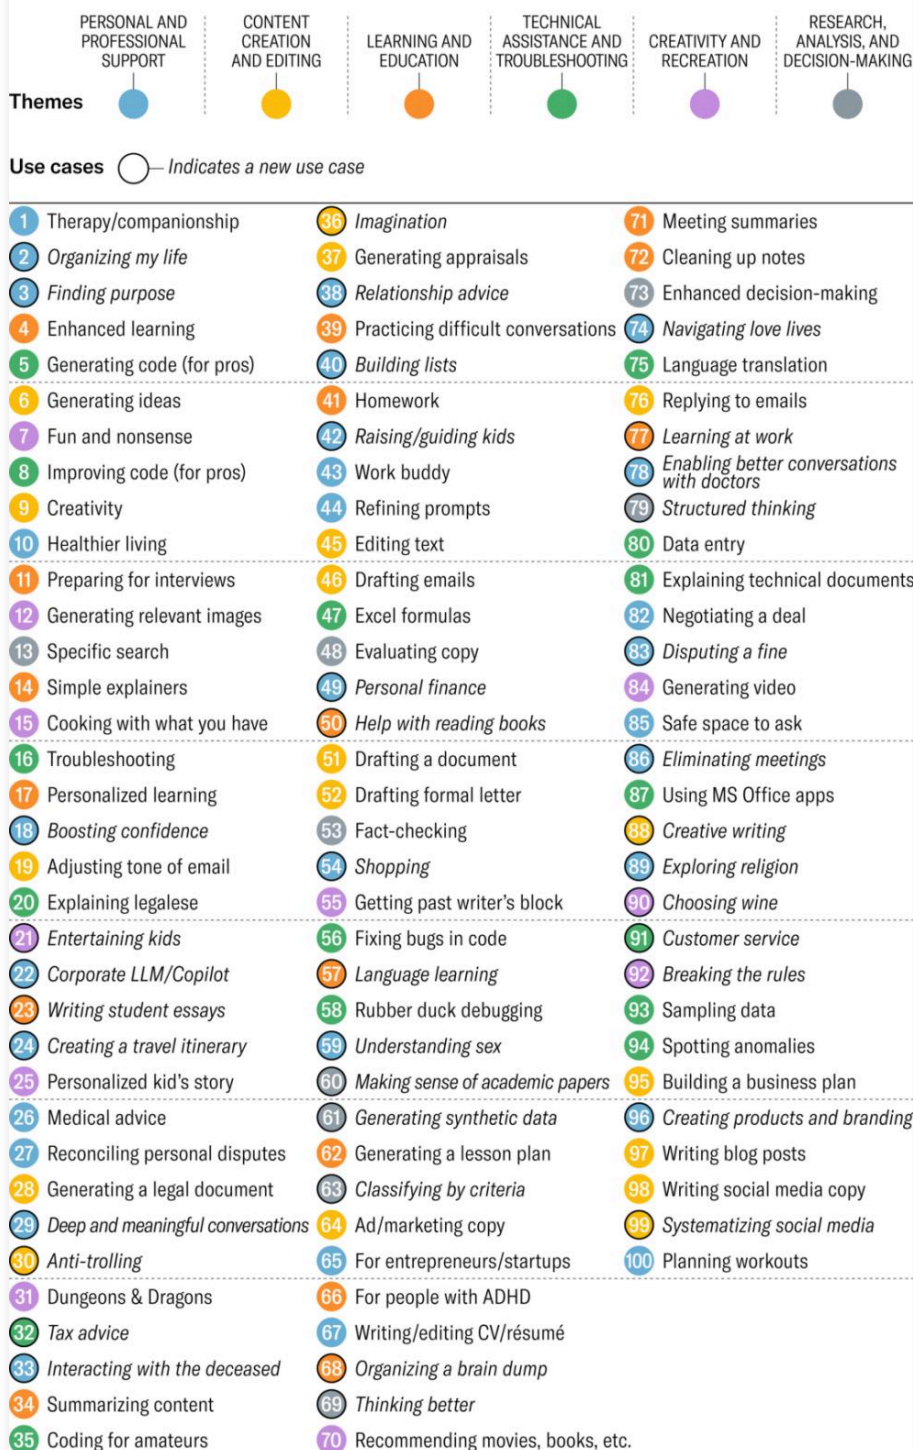 PERSONAL AND
PROFESSIONAL
SUPPORT
CONTENT
CREATION
AND EDITING
LEARNING AND
EDUCATION
TECHNICAL
ASSISTANCE AND
TROUBLESHOOTING
CREATIVITY AND
RECREATION
RESEARCH,
ANALYSIS, AND
DECISION-MAKING
Themes
Use cases
Indicates a new use case
1 Therapy/companionship
2 Organizing my life
3 Finding purpose
4 Enhanced learning
5 Generating code (for pros)
6 Generating ideas
7 Fun and nonsense
8 Improving code (for pros)
9 Creativity
10 Healthier living
11 Preparing for interviews
12 Generating relevant images
13 Specific search
14 Simple explainers
15 Cooking with what you have
16 Troubleshooting
17 Personalized learning
18 Boosting confidence
19 Adjusting tone of email
20 Explaining legalese
21 Entertaining kids
22 Corporate LLM/Copilot
23 Writing student essays
24 Creating a travel itinerary
25 Personalized kid's story
26 Medical advice
27 Reconciling personal disputes
28 Generating a legal document
29 Deep and meaningful conversations
30 Anti-trolling
31 Dungeons & Dragons
32 Tax advice
33 Interacting with the deceased
34 Summarizing content
35 Coding for amateurs
36 Imagination
37 Generating appraisals
38 Relationship advice
39 Practicing difficult conversations
40 Building lists
41 Homework
42 Raising/guiding kids
43 Work buddy
44 Refining prompts
45 Editing text
46 Drafting emails
47 Excel formulas
48 Evaluating copy
49 Personal finance
50 Help with reading books
51 Drafting a document
52 Drafting formal letter
53 Fact-checking
54 Shopping
55 Getting past writer's block
56 Fixing bugs in code
57 Language learning
58 Rubber duck debugging
59 Understanding sex
60 Making sense of academic papers
61 Generating synthetic data
62 Generating a lesson plan
63 Classifying by criteria
64 Ad/marketing copy
65 For entrepreneurs/startups
66 For people with ADHD
67 Writing/editing CV/résumé
68 Organizing a brain dump
69 Thinking better
70 Recommending movies, books, etc.
71 Meeting summaries
72 Cleaning up notes
73 Enhanced decision-making
74 Navigating love lives
75 Language translation
76 Replying to emails
77 Learning at work
78 Enabling better conversations
with doctors
79 Structured thinking
80 Data entry
81 Explaining technical documents
82 Negotiating a deal
83 Disputing a fine
84 Generating video
85 Safe space to ask
86 Eliminating meetings
87 Using MS Office apps
88 Creative writing
89 Exploring religion
90 Choosing wine
91 Customer service
92 Breaking the rules
93 Sampling data
94 Spotting anomalies
95 Building a business plan
96 Creating products and branding
97 Writing blog posts
98 Writing social media copy
99 Systematizing social media
100 Planning workouts